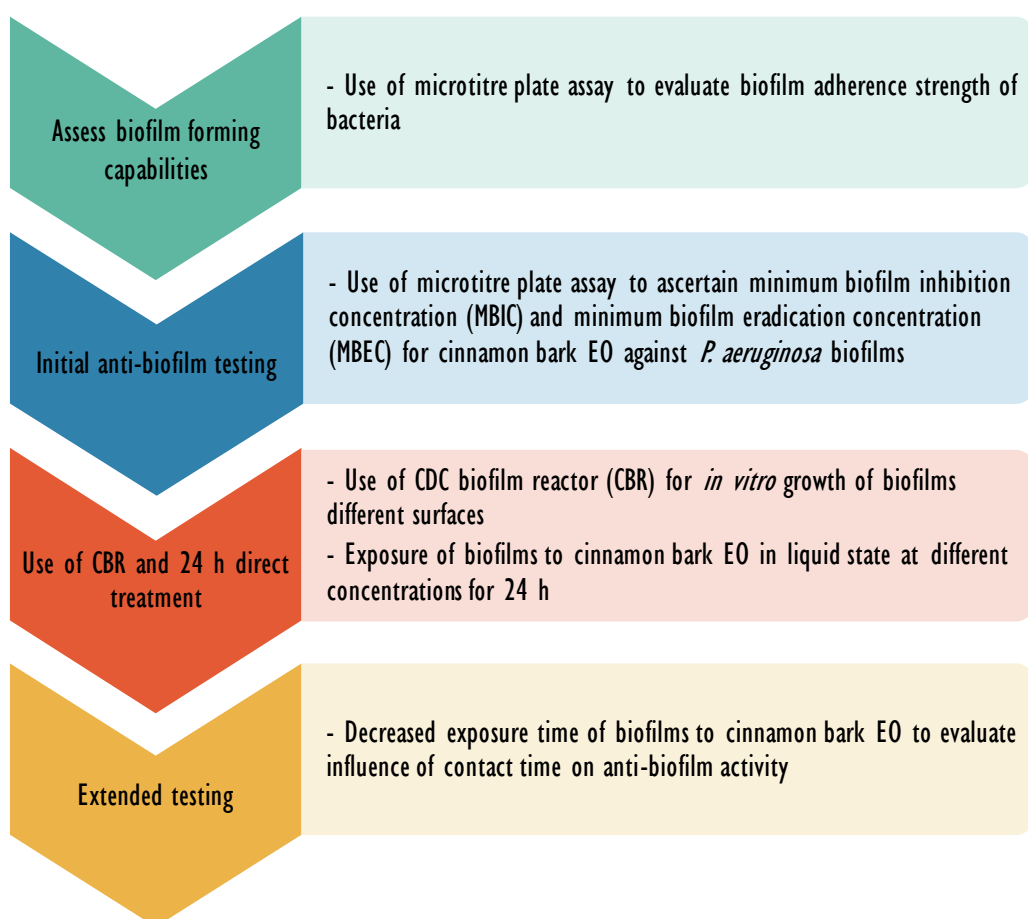 Assess biofilm forming
capabilities
- Use of microtitre plate assay to evaluate biofilm adherence strength of
bacteria
Initial anti-biofilm testing
- Use of microtitre plate assay to ascertain minimum biofilm inhibition
concentration (MBIC) and minimum biofilm eradication concentration
(MBEC) for cinnamon bark EO against P. aeruginosa biofilms
Use of CBR and 24 h direct
treatment
- Use of CDC biofilm reactor (CBR) for in vitro growth of biofilms
different surfaces
- Exposure of biofilms to cinnamon bark EO in liquid state at different
concentrations for 24 h
Extended testing
- Decreased exposure time of biofilms to cinnamon bark EO to evaluate
influence of contact time on anti-biofilm activity